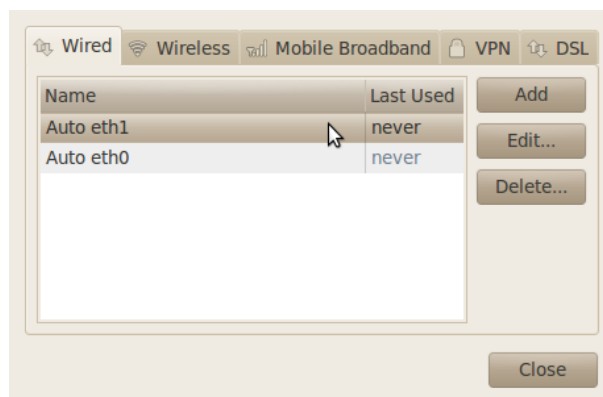 Wired Wireless Mobile Broadband VPN DSL
Name Last Used
Auto eth1 never
Auto eth0 never
Add
Edit...
Delete...
Close